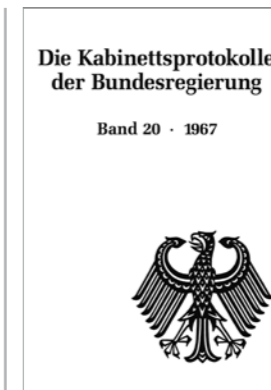 Die Kabinettsprotokolle
der Bundesregierung
Band 20 · 1967